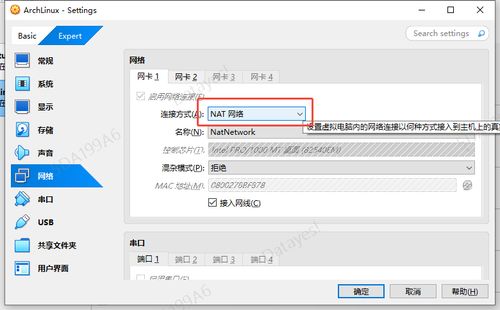 ArchLinux - Settings
Basic
Expert
Search settings
常规
系统
显示
存储
声音
网络
串口
USB
共享文件夹
用户界面
网络
网卡 1
网卡 2
网卡 3
网卡 4
启用网络连接(E)
连接方式(A):
NAT 网络
设置虚拟电脑内的网络连接以何种方式接入到主机上的真
名称(N):
NatNetwork
控制芯片(T):
Intel PRO/1000 MT 桌面 (82540EM)
混杂模式(P):
拒绝
MAC 地址(M):
0800276BF878
接入网线(C)
串口
端口 1
端口 2
端口 3
端口 4
确定
取消
帮助(H)
Datayes!